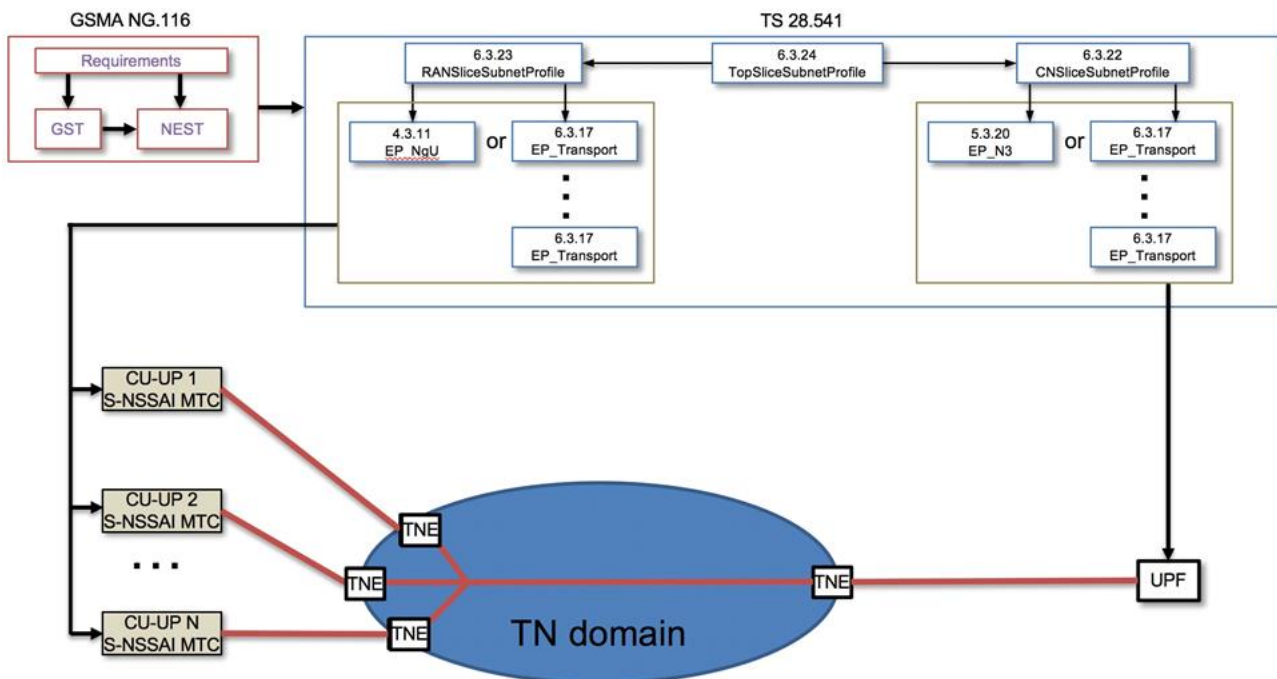 GSMA NG.116
TS 28.541
Requirements
GST
NEST
6.3.23
RANSliceSubnetProfile
6.3.24
TopSliceSubnetProfile
6.3.22
CNSliceSubnetProfile
4.3.11
EP_NgU
or
6.3.17
EP_Transport
6.3.17
EP_Transport
5.3.20
EP_N3
or
6.3.17
EP_Transport
6.3.17
EP_Transport
CU-UP 1
S-NSSAI MTC
CU-UP 2
S-NSSAI MTC
CU-UP N
S-NSSAI MTC
TNE
TNE
TNE
TNE
UPF
TN domain